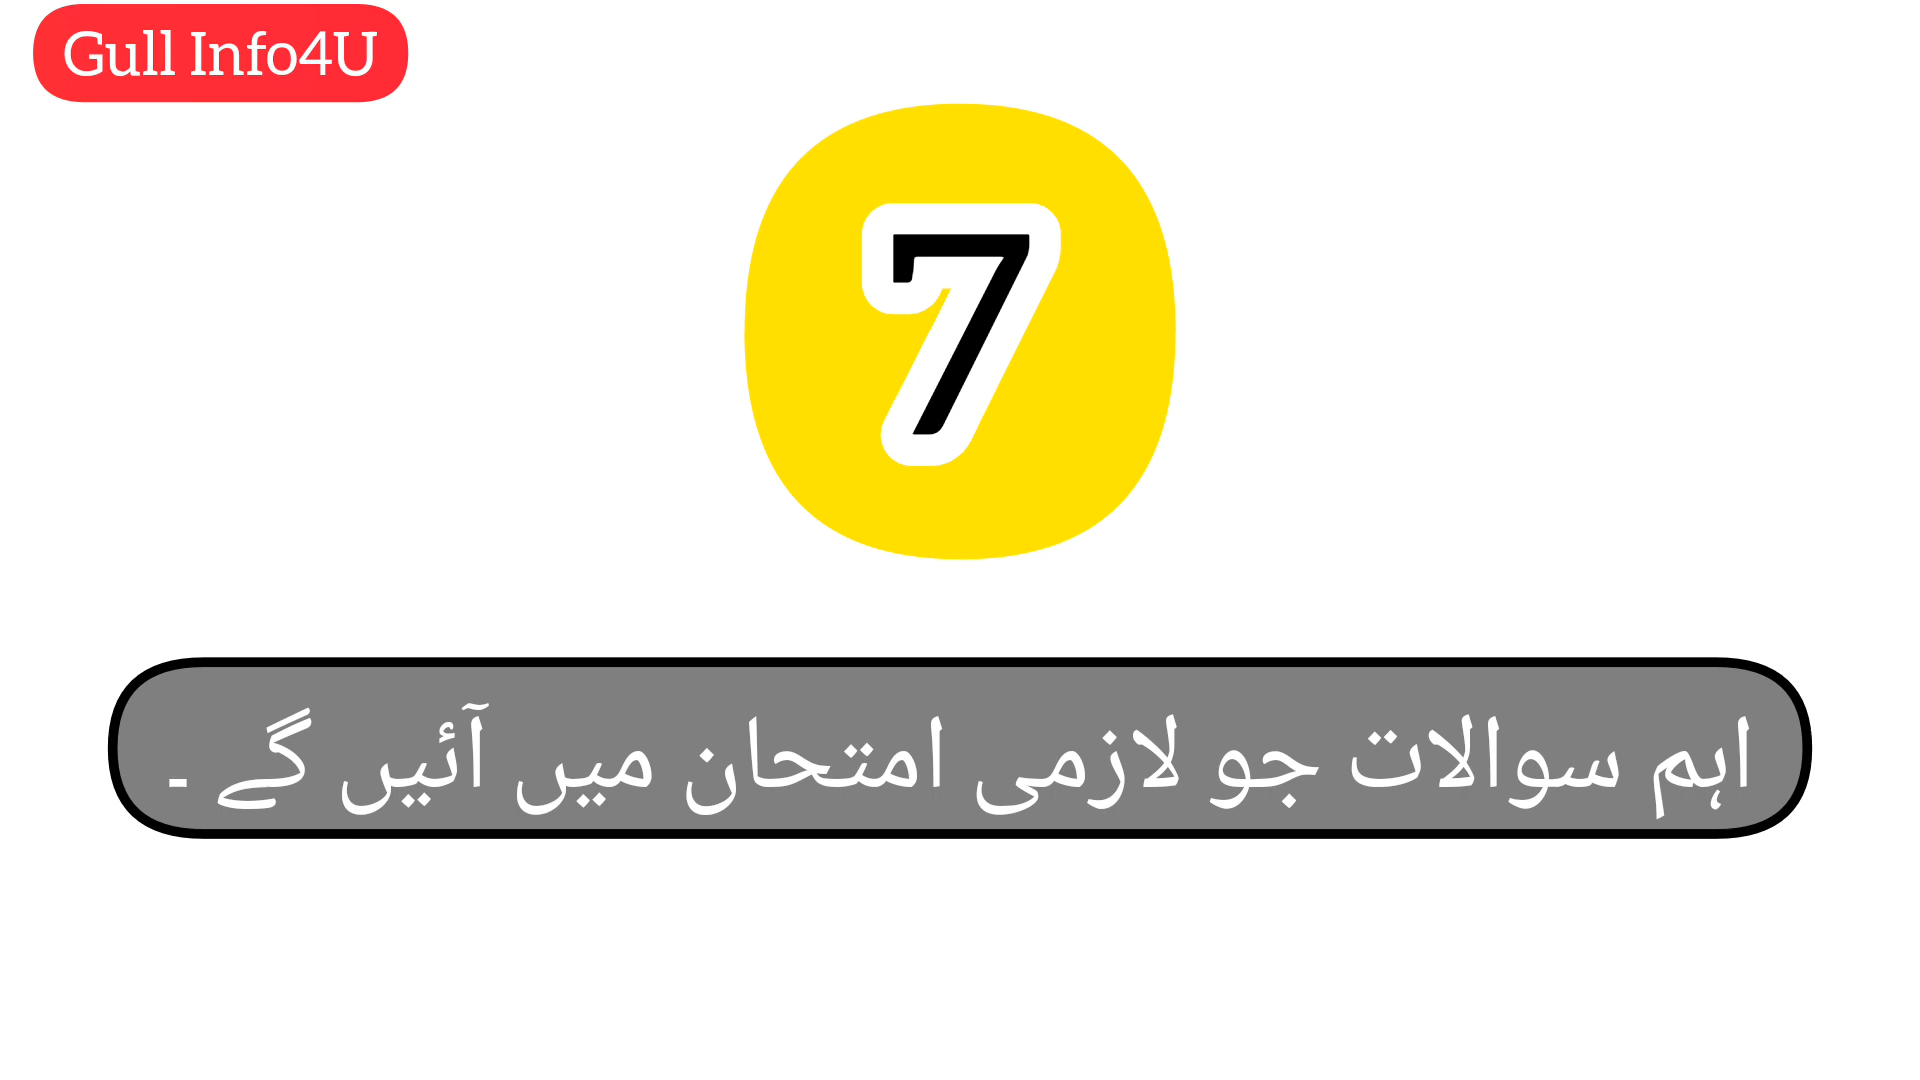 Gull Info4U
7
اہم سوالات جو لازمی امتحان میں آئیں گے ۔